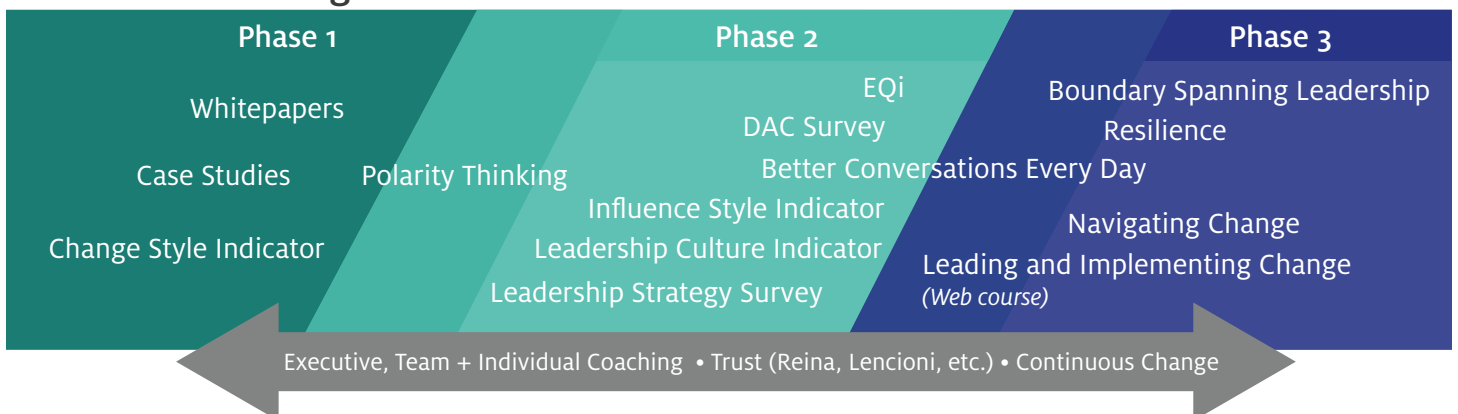 Phase 1
Whitepapers
Case Studies
Change Style Indicator
Polarity Thinking
Phase 2
EQi
DAC Survey
Better Conversations Every Day
Influence Style Indicator
Leadership Culture Indicator
Leadership Strategy Survey
Phase 3
Boundary Spanning Leadership
Resilience
Navigating Change
Leading and Implementing Change
(Web course)
Executive, Team + Individual Coaching • Trust (Reina, Lencioni, etc.) • Continuous Change